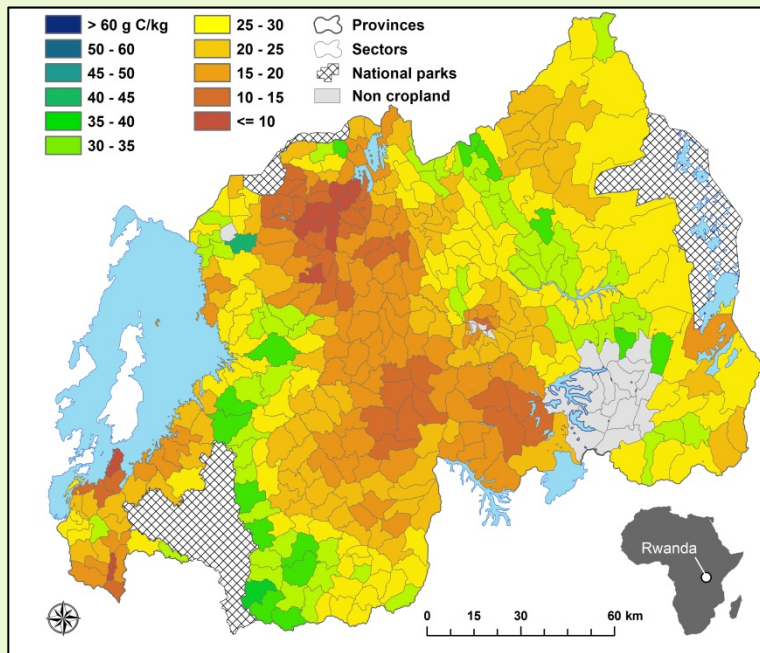 > 60 g C/kg
50 - 60
45 - 50
40 - 45
35 - 40
30 - 35
25 - 30
20 - 25
15 - 20
10 - 15
<= 10
Provinces
Sectors
National parks
Non cropland
Rwanda
0 15 30 60 km